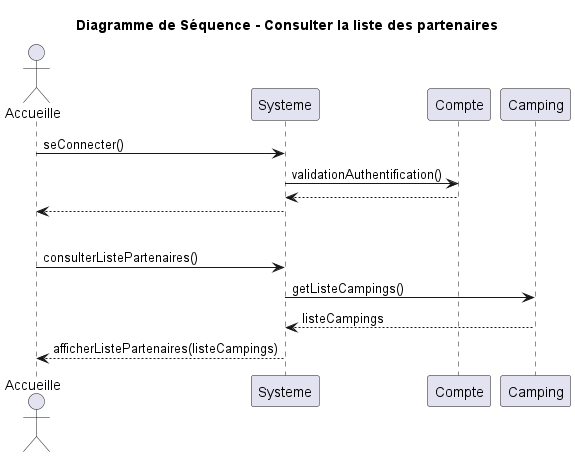 Diagramme de Séquence - Consulter la liste des partenaires
Accueille
Systeme
Compte
Camping
seConnecter()
validationAuthentification()
consulterListePartenaires()
getListeCampings()
listeCampings
afficherListePartenaires(listeCampings)
Accueille
Systeme
Compte
Camping